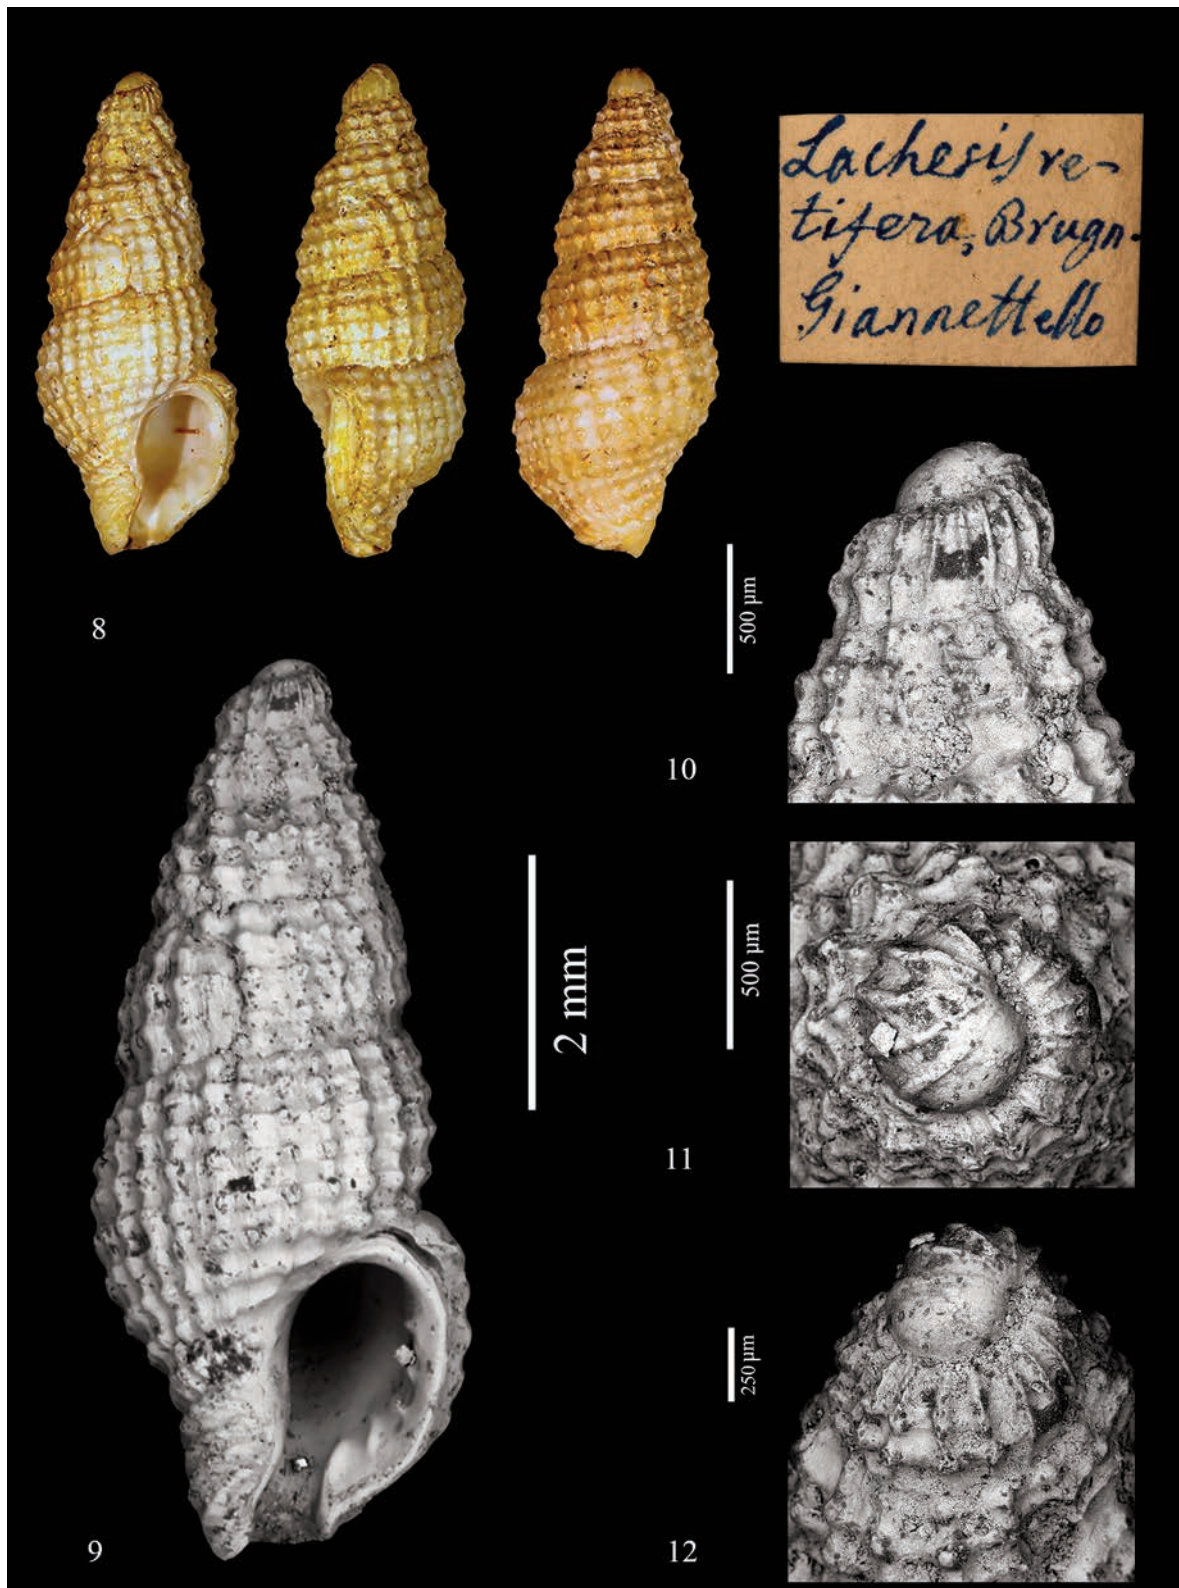 Lachesis re-
tifera, Brugn.
Giannettello
500 µm
8
10
2 mm
500 µm
11
250 µm
9
12